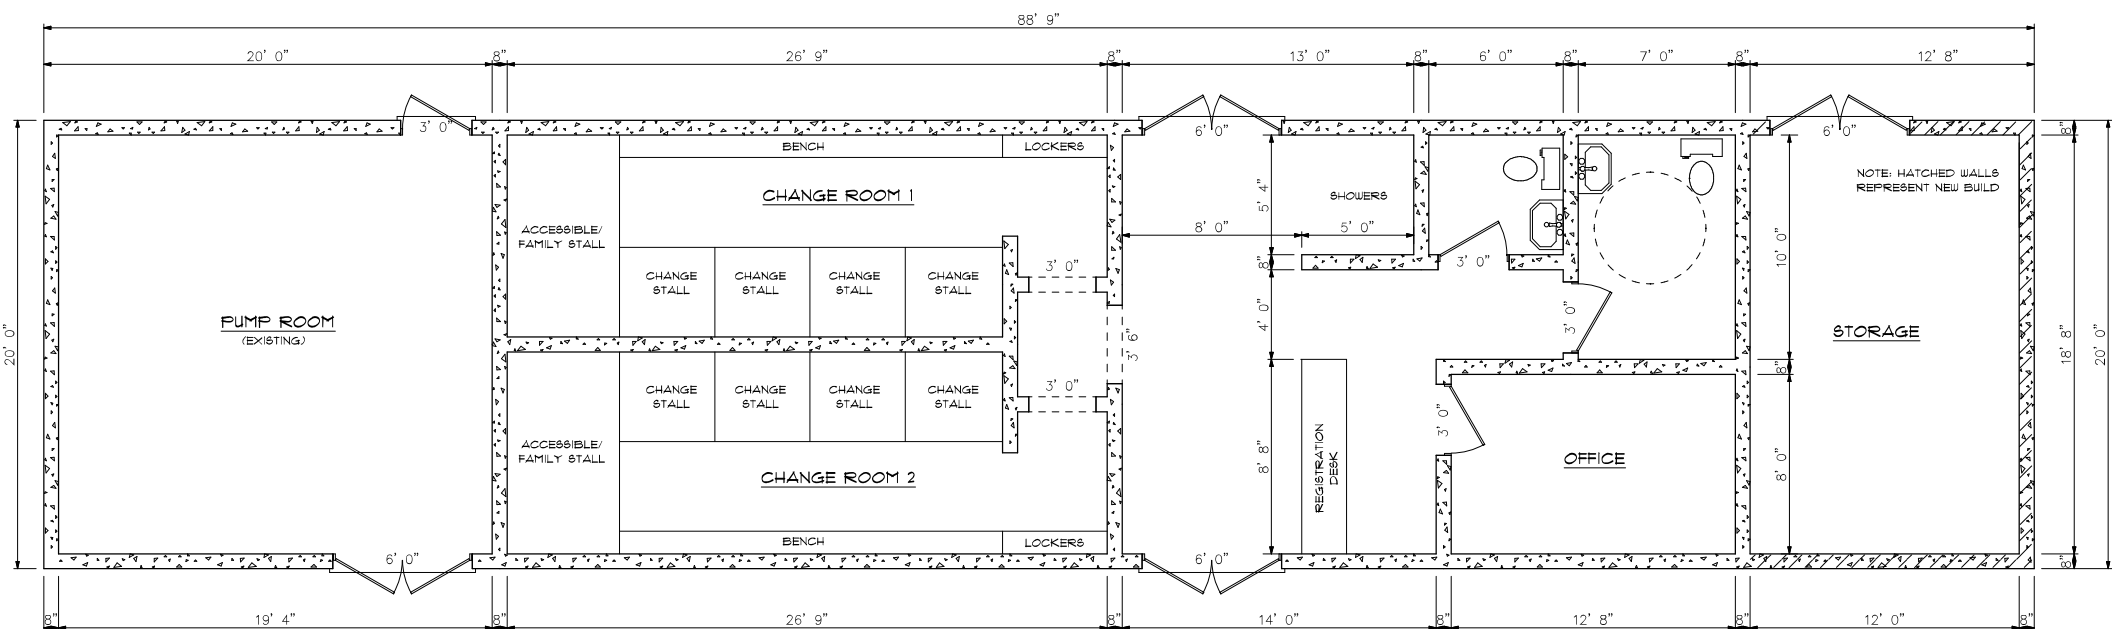 88' 9"
20' 0"
8"
26' 9"
8"
13' 0"
8"
6' 0"
8"
7' 0"
8"
12' 8"
3' 0"
6' 0"
6' 0"
8"
BENCH
LOCKERS
CHANGE ROOM 1
ACCESSIBLE/
FAMILY STALL
CHANGE
STALL
CHANGE
STALL
CHANGE
STALL
CHANGE
STALL
3' 0"
5' 4"
SHOWERS
8' 0"
5' 0"
8"
3' 0"
10' 0"
NOTE: HATCHED WALLS
REPRESENT NEW BUILD
PUMP ROOM
(EXISTING)
20' 0"
3' 6"
4' 0"
3' 0"
STORAGE
18' 8"
20' 0"
CHANGE
STALL
CHANGE
STALL
CHANGE
STALL
CHANGE
STALL
3' 0"
8"
ACCESSIBLE/
FAMILY STALL
CHANGE ROOM 2
8' 8"
REGISTRATION
DESK
3' 0"
OFFICE
8' 0"
BENCH
LOCKERS
6' 0"
6' 0"
8"
8"
19' 4"
8"
26' 9"
8"
14' 0"
8"
12' 8"
8"
12' 0"
8"